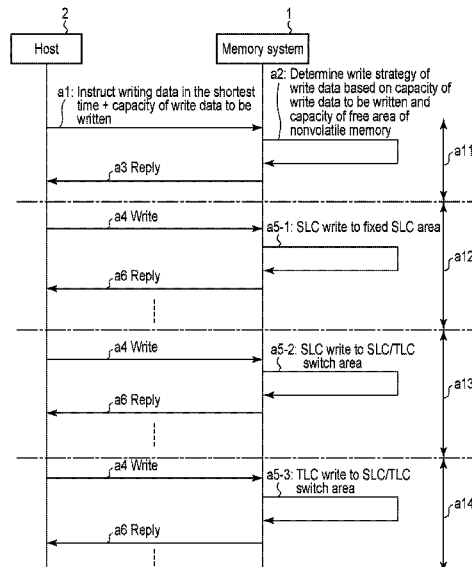 2
1
Host
Memory system
a1: Instruct writing data in the shortest
time + capacity of write data to be
written
a2: Determine write strategy of
write data based on capacity of
write data to be written and
capacity of free area of
nonvolatile memory
a11
a3 Reply
a4 Write
a5-1: SLC write to fixed SLC area
a12
a6 Reply
a4 Write
a5-2: SLC write to SLC/TLC
switch area
a13
a6 Reply
a4 Write
a5-3: TLC write to SLC/TLC
switch area
a14
a6 Reply